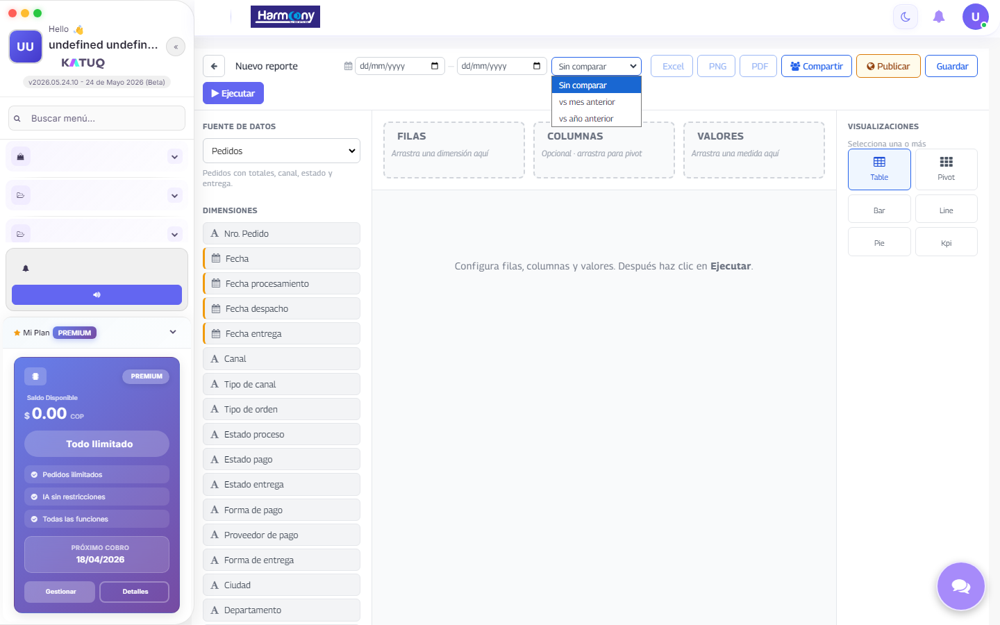 Hello 👋
UU
undefined undefin...
«
KATUQ
v2026.05.24.10 - 24 de Mayo 2026 (Beta)
Buscar menú...
Mi Plan PREMIUM
PREMIUM
Saldo Disponible
$ 0.00 COP
Todo Ilimitado
Pedidos ilimitados
IA sin restricciones
Todas las funciones
PRÓXIMO COBRO
18/04/2026
Gestionar
Detalles
Harmony
U
Nuevo reporte
dd/mm/yyyy
—
dd/mm/yyyy
Sin comparar
Sin comparar
vs mes anterior
vs año anterior
Excel
PNG
PDF
Compartir
Publicar
Guardar
Ejecutar
FUENTE DE DATOS
Pedidos
Pedidos con totales, canal, estado y
entrega.
DIMENSIONES
A Nro. Pedido
Fecha
Fecha procesamiento
Fecha despacho
Fecha entrega
A Canal
A Tipo de canal
A Tipo de orden
A Estado proceso
A Estado pago
A Estado entrega
A Forma de pago
A Proveedor de pago
A Forma de entrega
A Ciudad
A Departamento
FILAS
Arrastra una dimensión aquí
COLUMNAS
Opcional · arrastra para pivot
VALORES
Arrastra una medida aquí
Configura filas, columnas y valores. Después haz clic en Ejecutar.
VISUALIZACIONES
Selecciona una o más
Table
Pivot
Bar
Line
Pie
Kpi